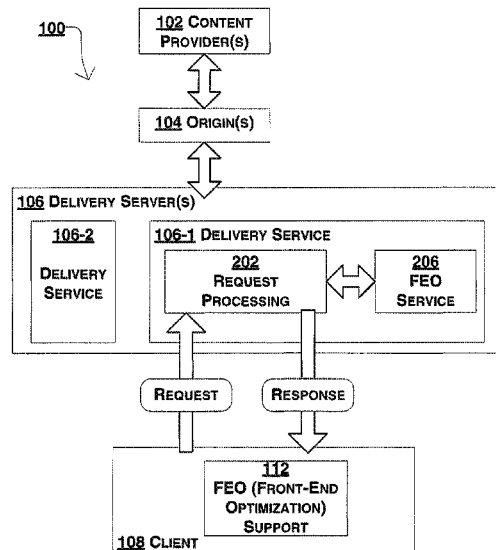 100
102 CONTENT
PROVIDER(S)
104 ORIGIN(S)
106 DELIVERY SERVER(S)
106-2
DELIVERY
SERVICE
106-1 DELIVERY SERVICE
202
REQUEST
PROCESSING
206
FEO
SERVICE
REQUEST
RESPONSE
112
FEO (FRONT-END
OPTIMIZATION)
SUPPORT
108 CLIENT